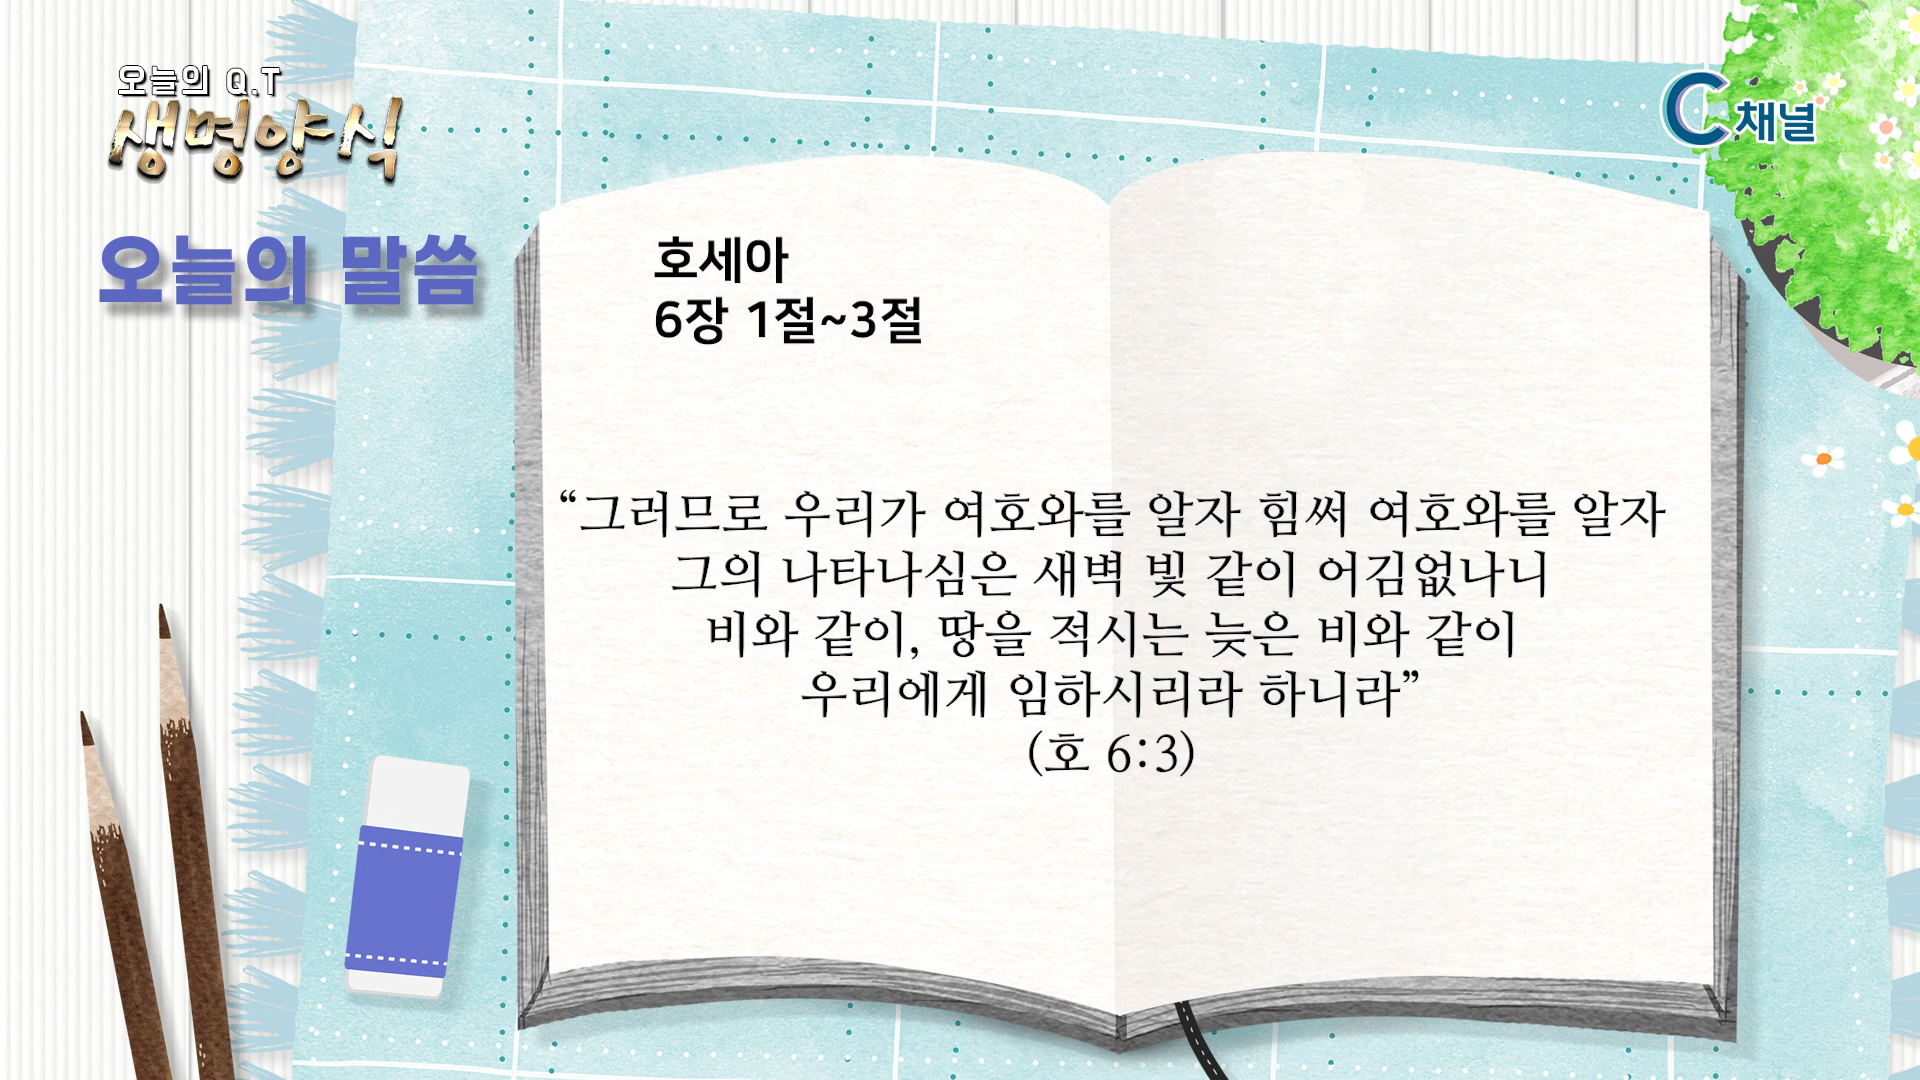 오늘의 Q.T
생명양식
C채널
오늘의 말씀
호세아
6장 1절~3절
“그러므로 우리가 여호와를 알자 힘써 여호와를 알자
그의 나타나심은 새벽 빛 같이 어김없나니
비와 같이, 땅을 적시는 늦은 비와 같이
우리에게 임하시리라 하니라”
(호 6:3)